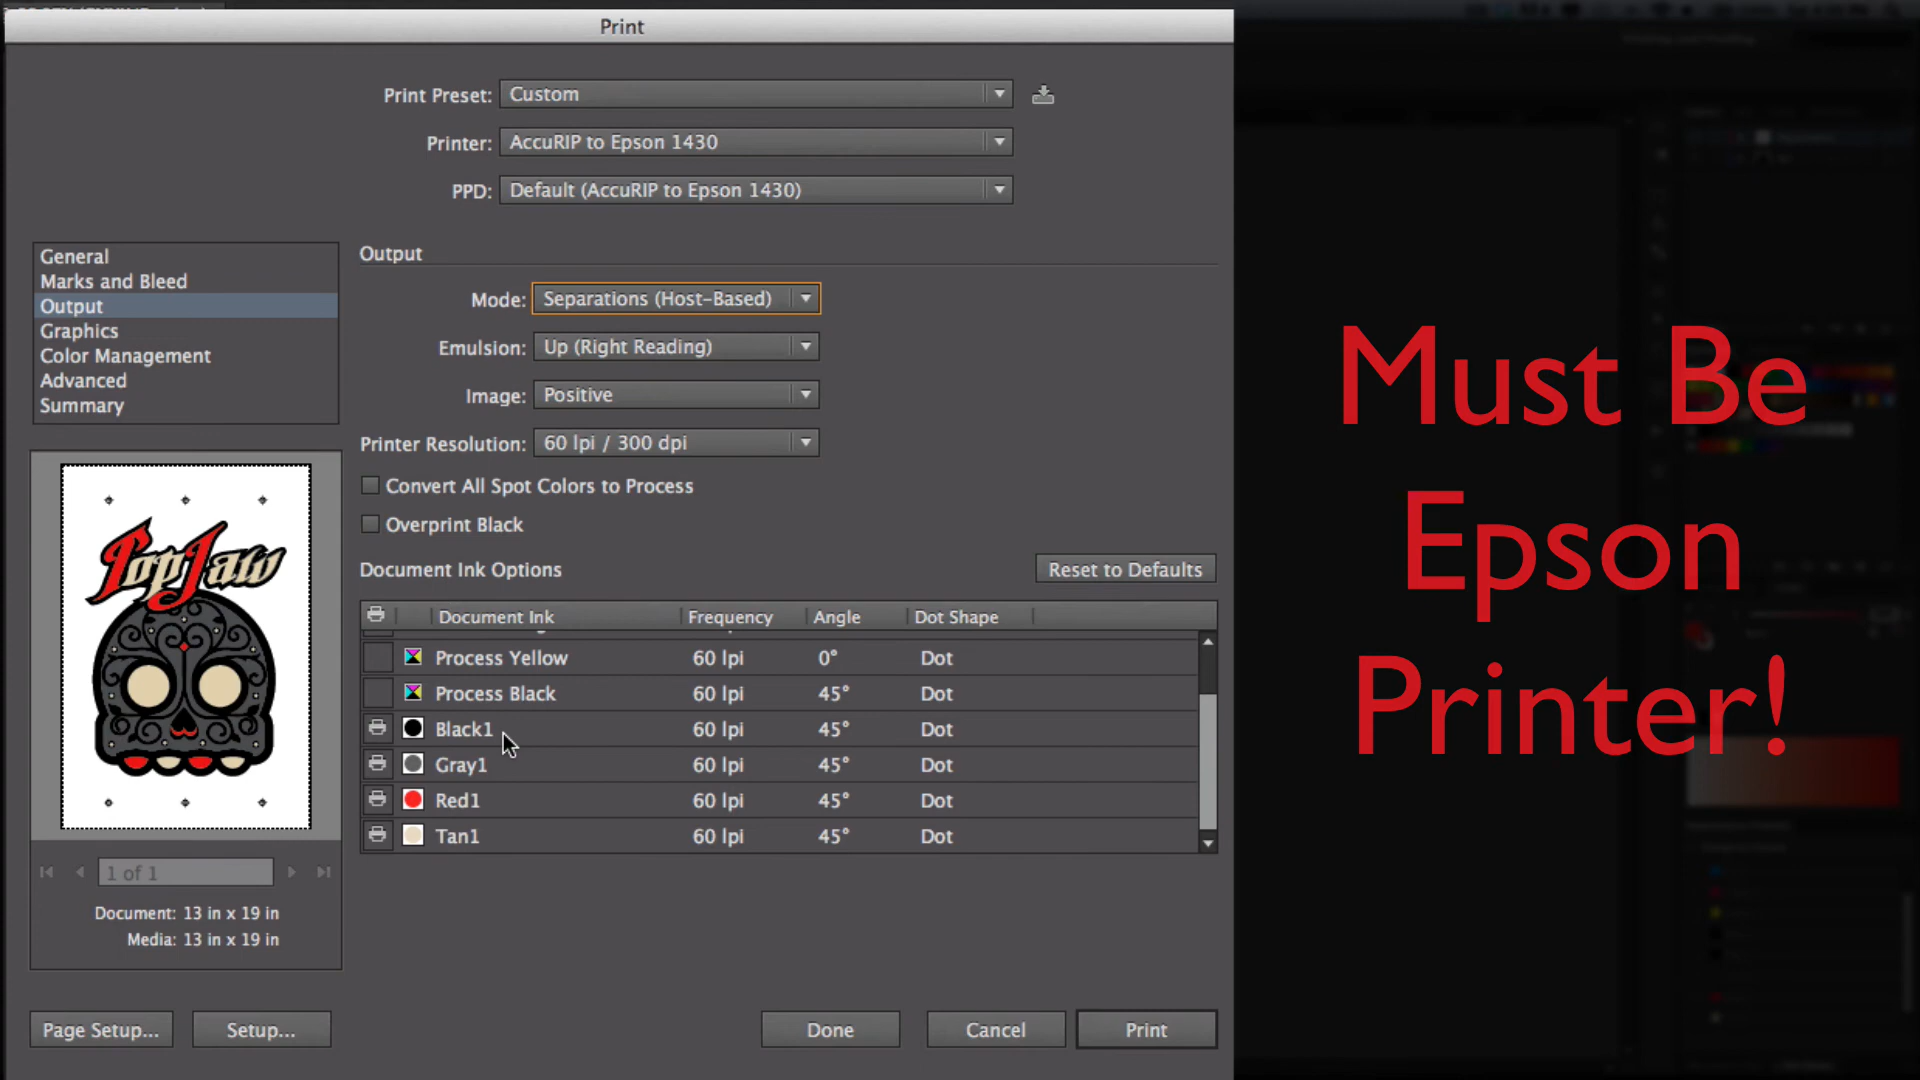 Print
Print Preset: Custom
Printer: AccuRIP to Epson 1430
PPD: Default (AccuRIP to Epson 1430)
General
Marks and Bleed
Output
Graphics
Color Management
Advanced
Summary
Output
Mode: Separations (Host-Based)
Emulsion: Up (Right Reading)
Image: Positive
Printer Resolution: 60 lpi / 300 dpi
Convert All Spot Colors to Process
Overprint Black
Document Ink Options
Reset to Defaults
Document Ink Frequency Angle Dot Shape
Process Yellow 60 lpi 0° Dot
Process Black 60 lpi 45° Dot
Black1 60 lpi 45° Dot
Gray1 60 lpi 45° Dot
Red1 60 lpi 45° Dot
Tan1 60 lpi 45° Dot
PopJaw
1 of 1
Document: 13 in x 19 in
Media: 13 in x 19 in
Page Setup...
Setup...
Done
Cancel
Print
Must Be
Epson
Printer!